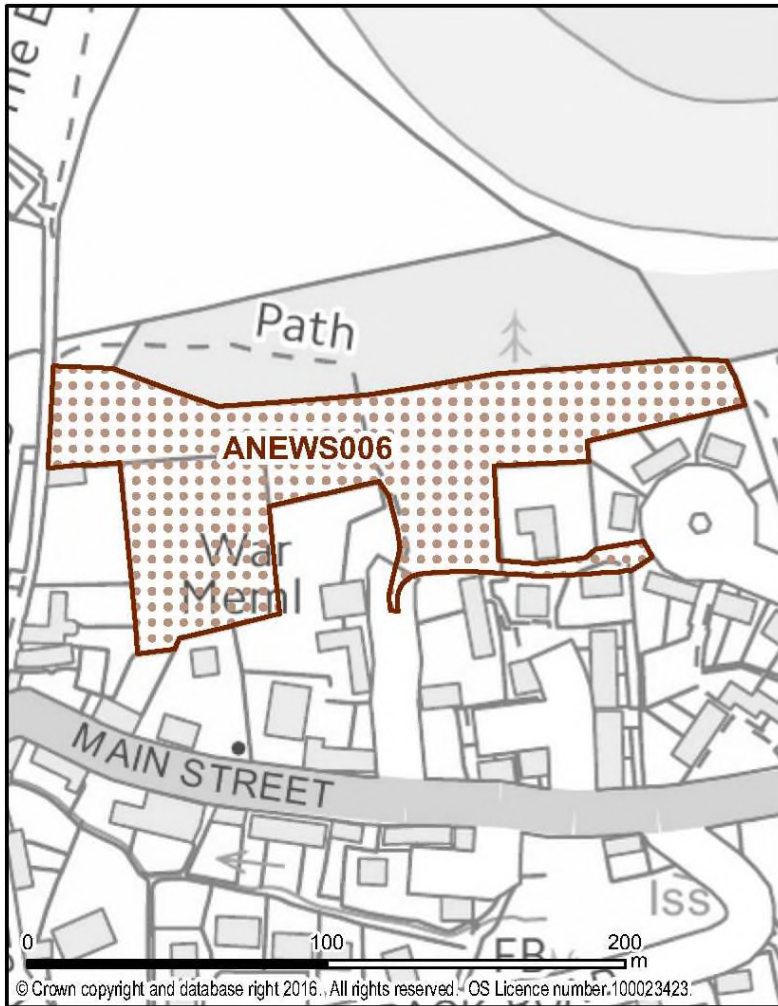 Path
ANEWS006
War
Meml
MAIN STREET
Iss
FB
0 100 200
m
© Crown copyright and database right 2016. All rights reserved. OS Licence number 100023423.